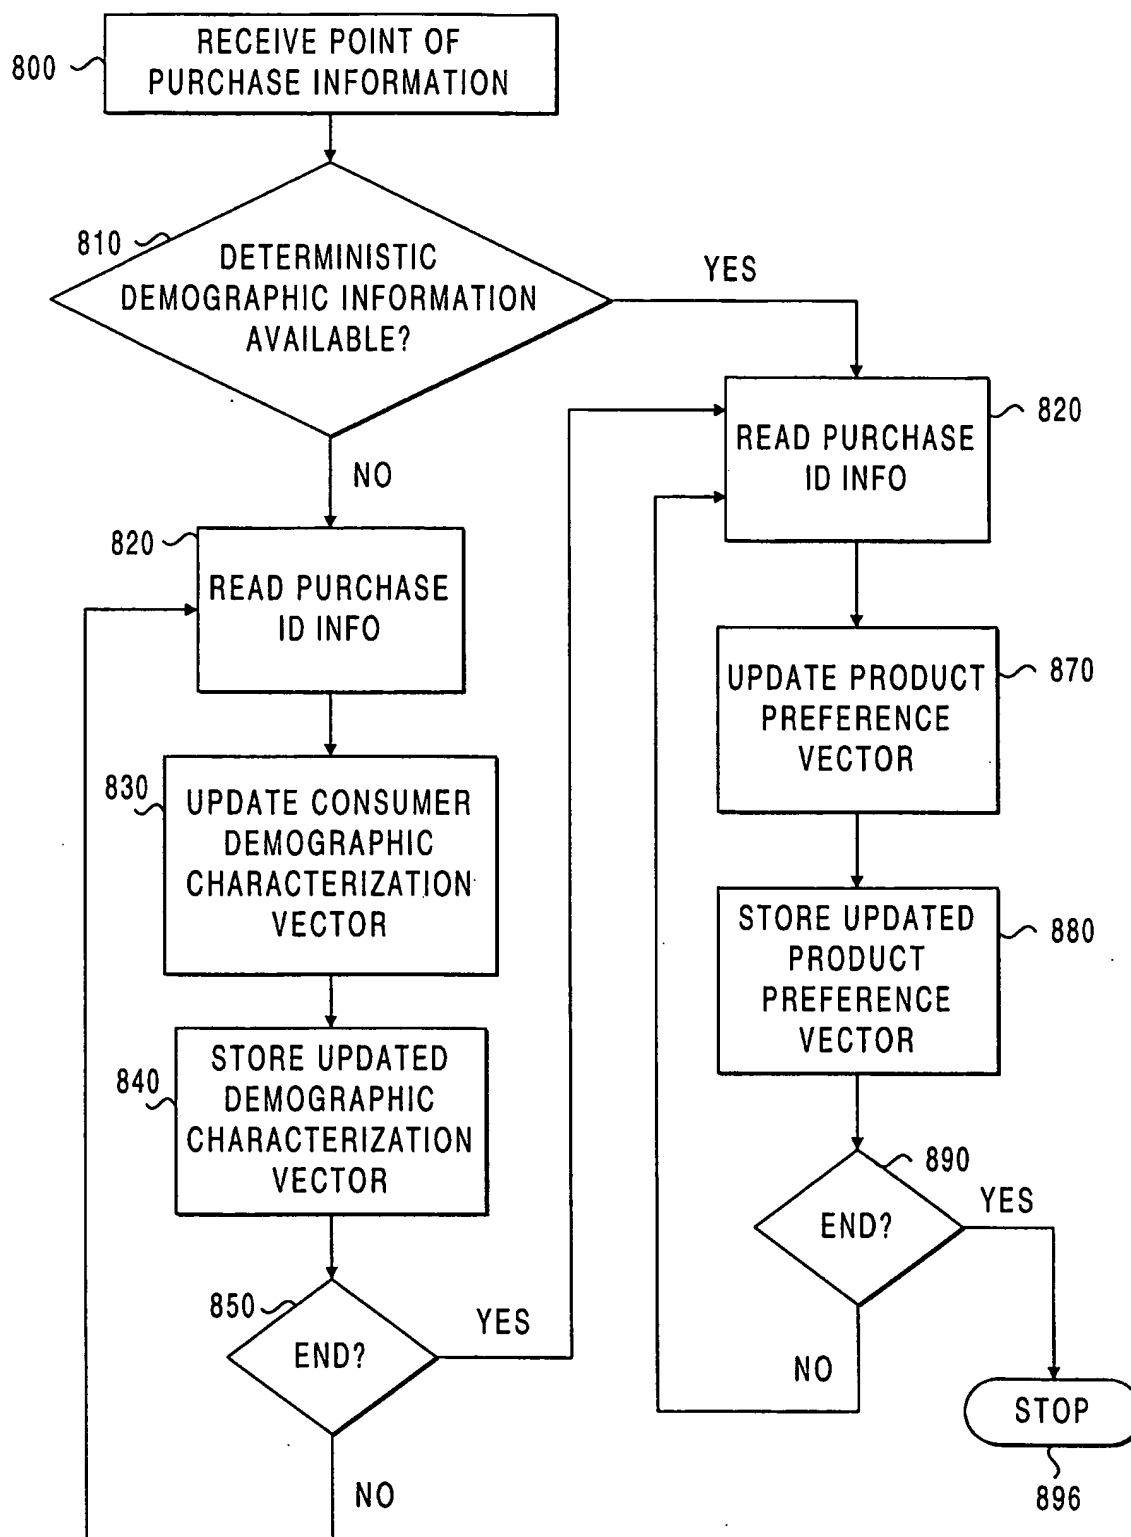 800
RECEIVE POINT OF
PURCHASE INFORMATION
810
DETERMINISTIC
DEMOGRAPHIC INFORMATION
AVAILABLE?
YES
NO
820
READ PURCHASE
ID INFO
830
UPDATE CONSUMER
DEMOGRAPHIC
CHARACTERIZATION
VECTOR
840
STORE UPDATED
DEMOGRAPHIC
CHARACTERIZATION
VECTOR
850
END?
YES
NO
820
READ PURCHASE
ID INFO
870
UPDATE PRODUCT
PREFERENCE
VECTOR
880
STORE UPDATED
PRODUCT
PREFERENCE
VECTOR
890
END?
YES
NO
STOP
896